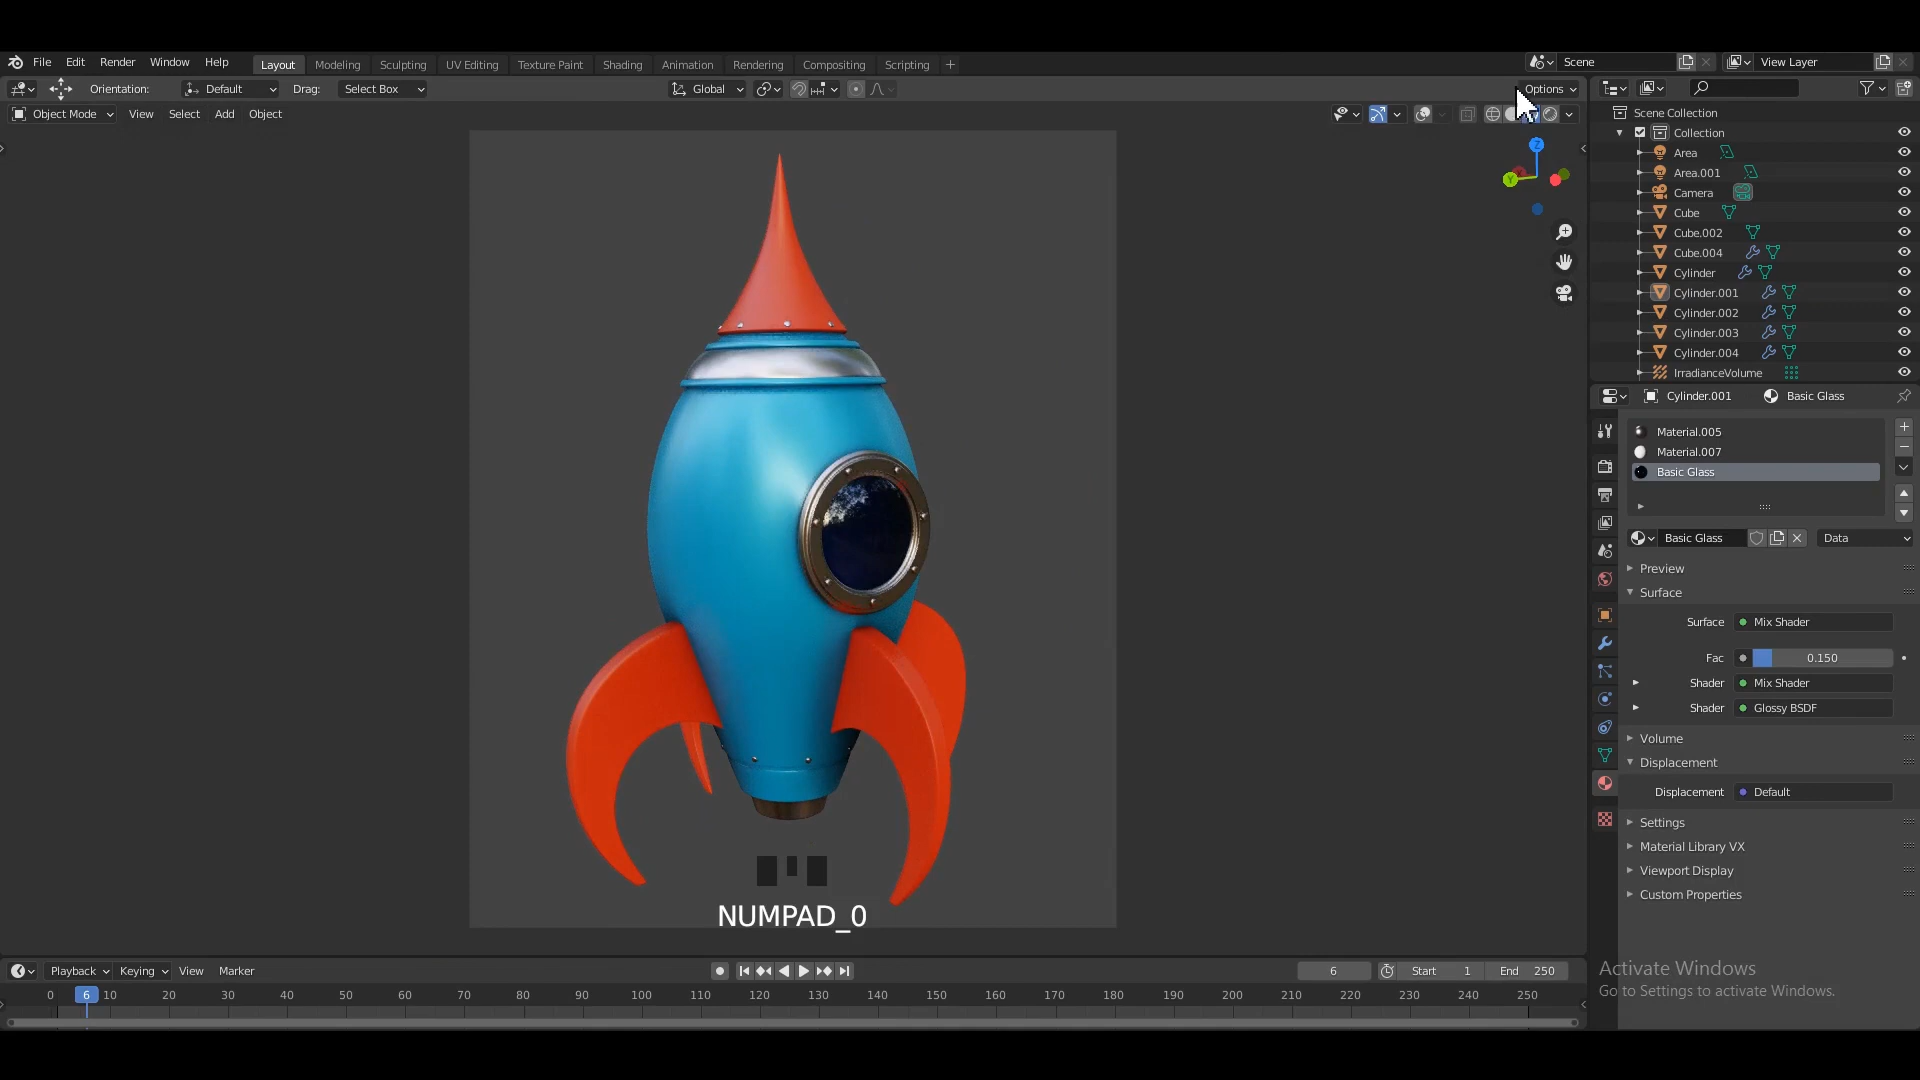 File Edit Render Window Help Layout Modeling Sculpting UV Editing Texture Paint Shading Animation Rendering Compositing Scripting + Scene View Layer
Orientation: Default Drag: Select Box Global Options
Object Mode View Select Add Object
Scene Collection
Collection
Area
Area.001
Camera
Cube
Cube.002
Cube.004
Cylinder
Cylinder.001
Cylinder.002
Cylinder.003
Cylinder.004
IrradianceVolume
Cylinder.001 Basic Glass
Material.005
Material.007
Basic Glass
Basic Glass Data
Preview
Surface
Surface Mix Shader
Fac 0.150
Shader Mix Shader
Shader Glossy BSDF
Volume
Displacement
Displacement Default
Settings
Material Library VX
Viewport Display
Custom Properties
Z
Y
NUMPAD_0
Activate Windows
Go to Settings to activate Windows.
Playback Keying View Marker 6 Start 1 End 250
0 6 10 20 30 40 50 60 70 80 90 100 110 120 130 140 150 160 170 180 190 200 210 220 230 240 250